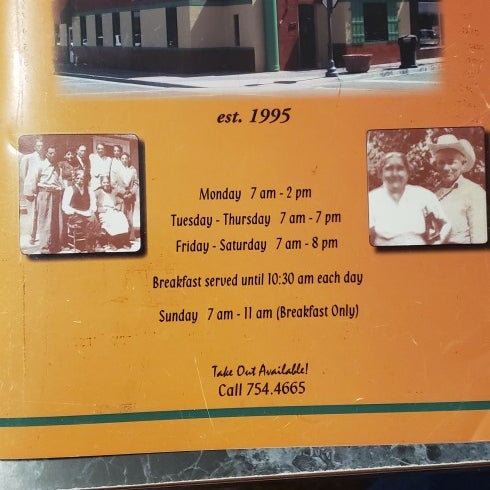 est. 1995
Monday 7 am - 2 pm
Tuesday - Thursday 7 am - 7 pm
Friday - Saturday 7 am - 8 pm
Breakfast served until 10:30 am each day
Sunday 7 am - 11 am (Breakfast Only)
Take Out Available!
Call 754.4665